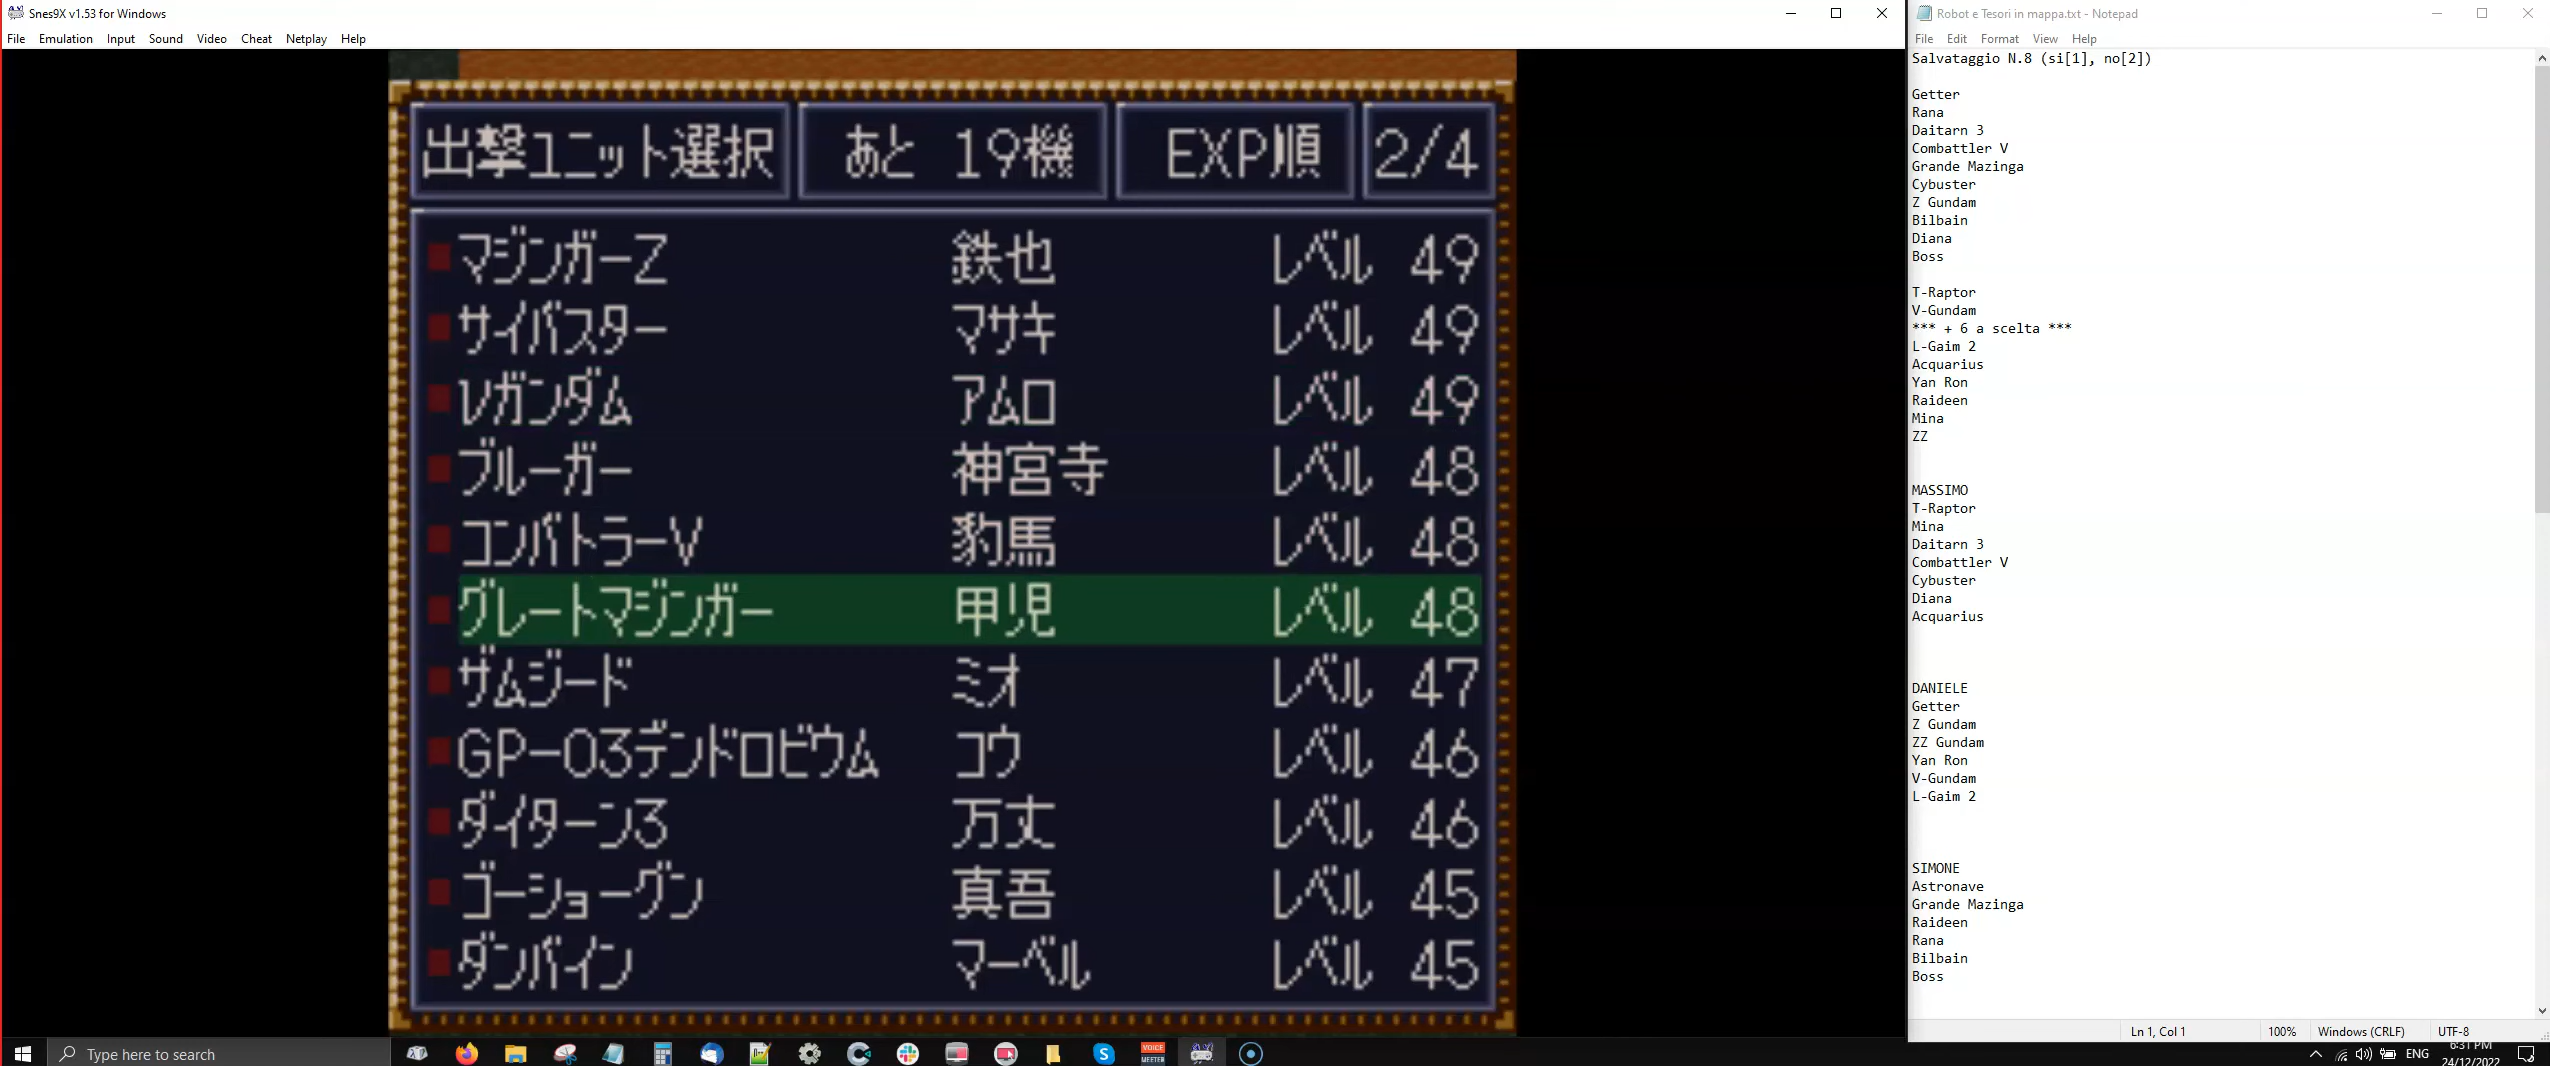 Snes9X v1.53 for Windows
File Emulation Input Sound Video Cheat Netplay Help
出撃ユニット選択 あと 19機 EXP順 2/4
マジンガーZ 鉄也 レベル 49
サイバスター マサキ レベル 49
νガンダム アムロ レベル 49
ブルーガー 神宮寺 レベル 48
コンバトラーV 豹馬 レベル 48
グレートマジンガー 甲児 レベル 48
ザムジード ミオ レベル 47
GP-03デンドロビウム コウ レベル 46
ダイターン3 万丈 レベル 46
ゴーショーグン 真吾 レベル 45
ダンバイン マーベル レベル 45
Robot e Tesori in mappa.txt - Notepad
File Edit Format View Help
Salvataggio N.8 (si[1], no[2])
Getter
Rana
Daitarn 3
Combattler V
Grande Mazinga
Cybuster
Z Gundam
Bilbain
Diana
Boss
T-Raptor
V-Gundam
*** + 6 a scelta ***
L-Gaim 2
Acquarius
Yan Ron
Raideen
Mina
ZZ
MASSIMO
T-Raptor
Mina
Daitarn 3
Combattler V
Cybuster
Diana
Acquarius
DANIELE
Getter
Z Gundam
ZZ Gundam
Yan Ron
V-Gundam
L-Gaim 2
SIMONE
Astronave
Grande Mazinga
Raideen
Rana
Bilbain
Boss
Ln 1, Col 1 100% Windows (CRLF) UTF-8
Type here to search
VOICE MEETER
ENG
6:31 PM
24/12/2022